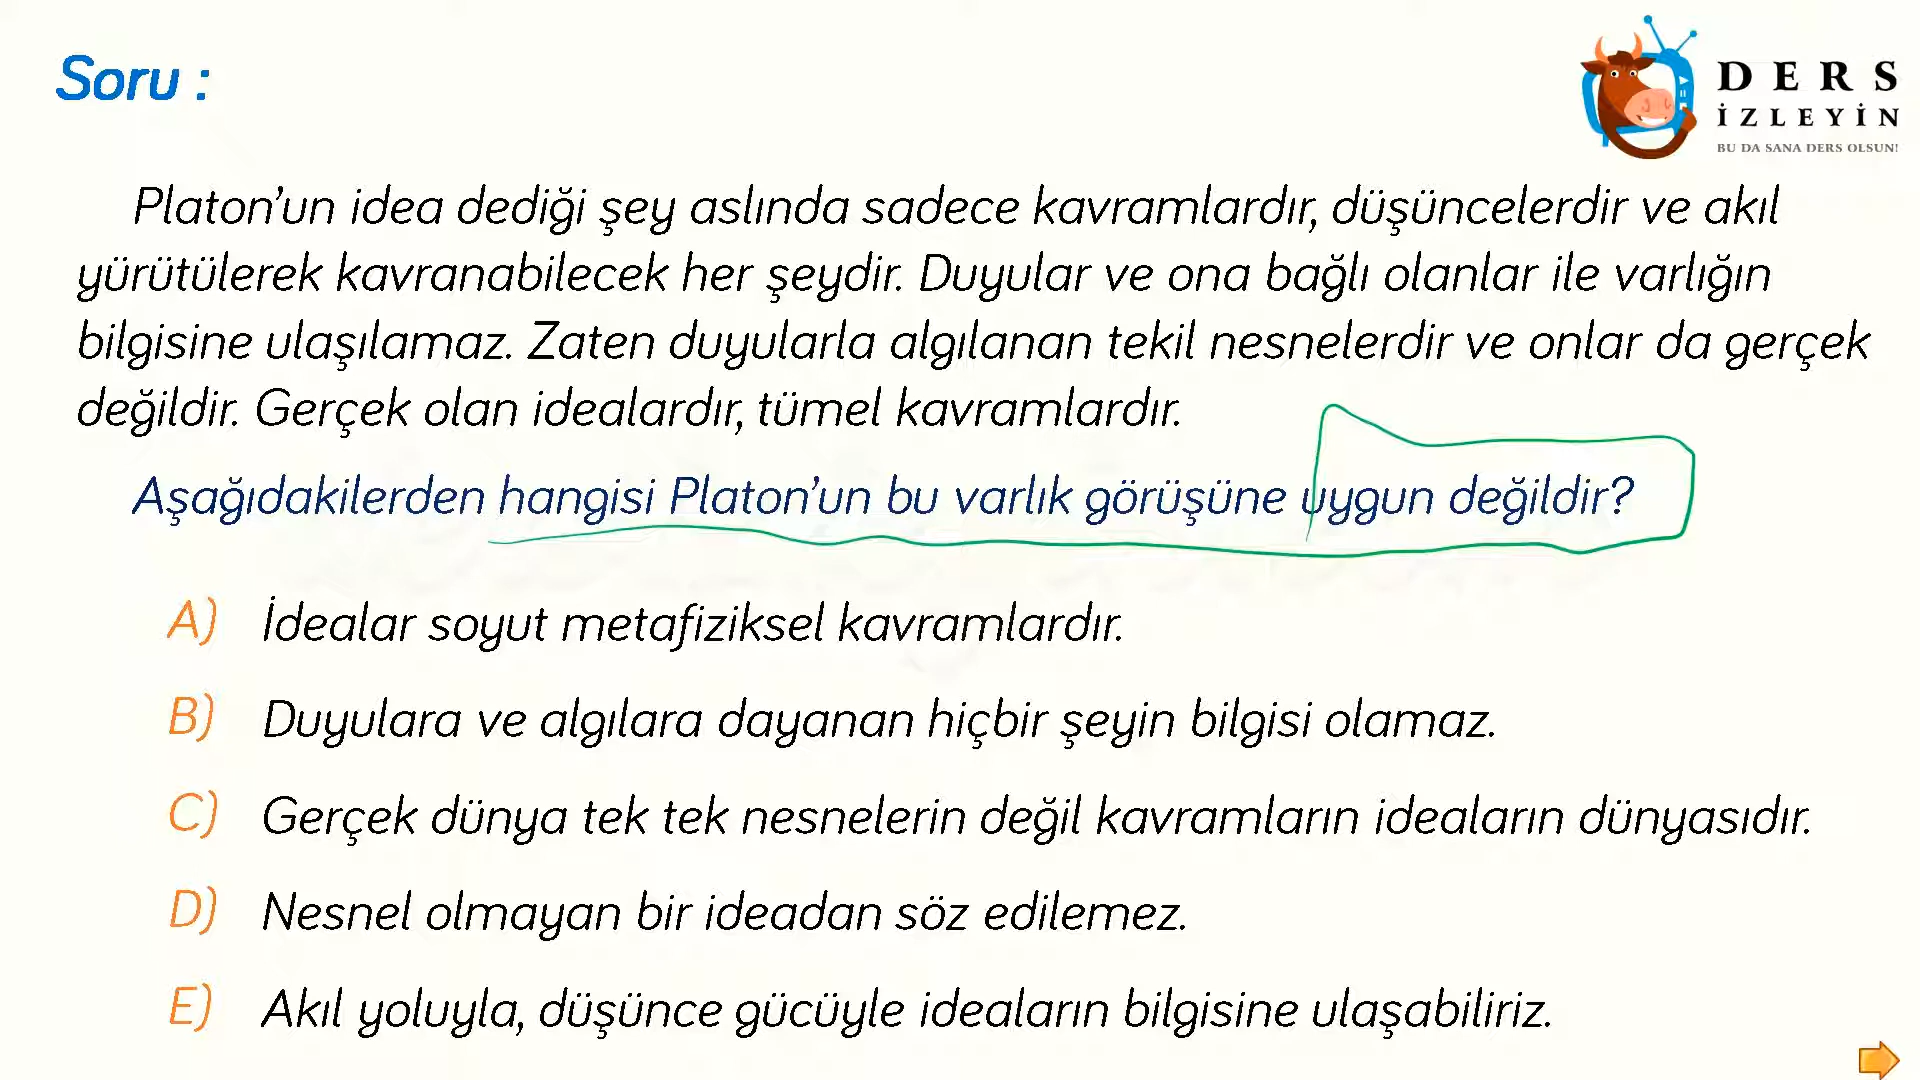 Soru :
DERS
İZLEYİN
BU DA SANA DERS OLSUN!
Platon'un idea dediği şey aslında sadece kavramlardır, düşüncelerdir ve akıl
yürütülerek kavranabilecek her şeydir. Duyular ve ona bağlı olanlar ile varlığın
bilgisine ulaşılamaz. Zaten duyularla algılanan tekil nesnelerdir ve onlar da gerçek
değildir. Gerçek olan idealardır, tümel kavramlardır.
Aşağıdakilerden hangisi Platon'un bu varlık görüşüne uygun değildir?
A) İdealar soyut metafiziksel kavramlardır.
B) Duyulara ve algılara dayanan hiçbir şeyin bilgisi olamaz.
C) Gerçek dünya tek tek nesnelerin değil kavramların ideaların dünyasıdır.
D) Nesnel olmayan bir ideadan söz edilemez.
E) Akıl yoluyla, düşünce gücüyle ideaların bilgisine ulaşabiliriz.